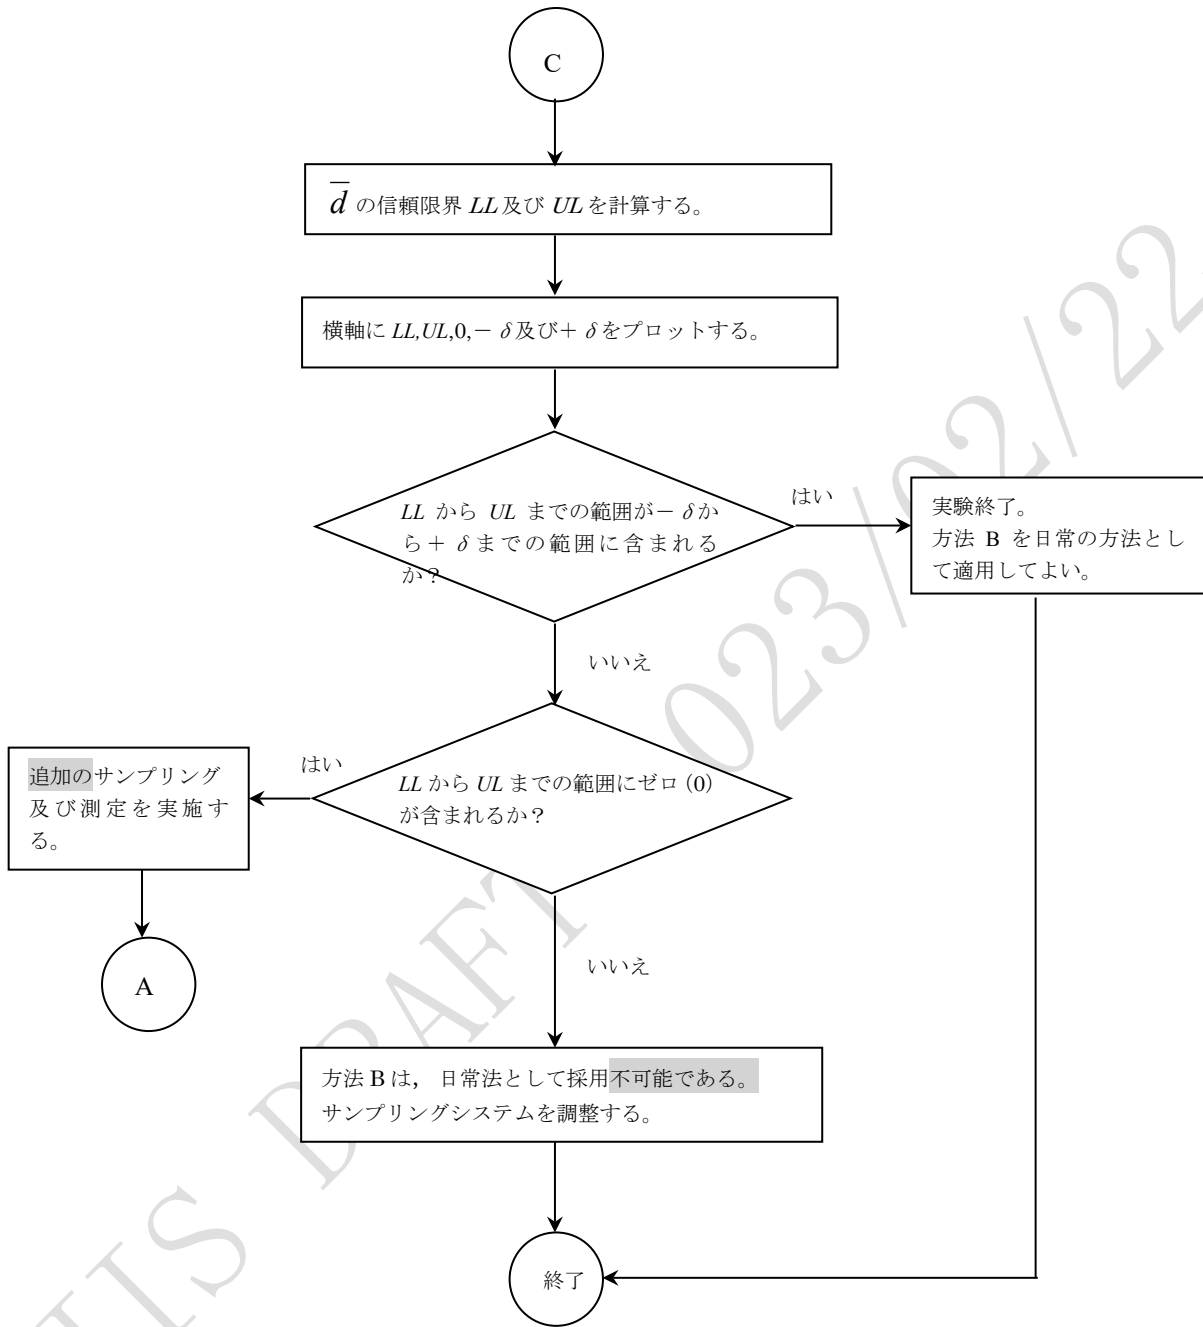 C
d̅ の信頼限界 LL 及び UL を計算する。
横軸に LL,UL,0,− δ 及び＋ δ をプロットする。
LL から UL までの範囲が− δ か
ら＋ δ までの範囲に含まれる
か？
はい
実験終了。
方法 B を日常の方法とし
て適用してよい。
いいえ
LL から UL までの範囲にゼロ (0)
が含まれるか？
はい
追加のサンプリング
及び測定を実施す
る。
A
いいえ
方法 B は， 日常法として採用不可能である。
サンプリングシステムを調整する。
終了
JIS DRAFT 2023/02/22